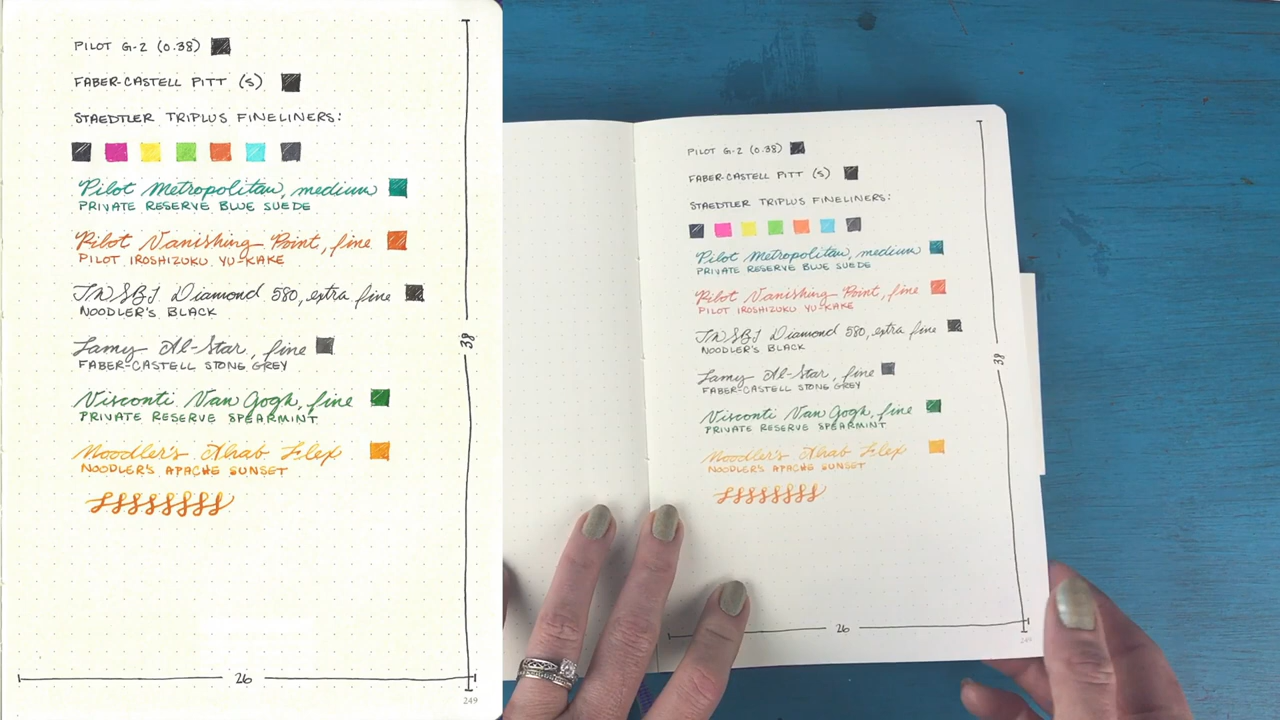 PILOT G-2 (0.38)
FABER-CASTELL PITT (S)
STAEDTLER TRIPLUS FINELINERS:
Pilot Metropolitan, medium
PRIVATE RESERVE BLUE SUEDE
Pilot Vanishing Point, fine
PILOT IROSHIZUKU YU-KAKE
TWSBI Diamond 580, extra fine
NOODLER'S BLACK
Lamy Al-Star, fine
FABER-CASTELL STONE GREY
Visconti Van Gogh, fine
PRIVATE RESERVE SPEARMINT
Noodler's Ahab Flex
NOODLER'S APACHE SUNSET
38
26
249
PILOT G-2 (0.38)
FABER-CASTELL PITT (S)
STAEDTLER TRIPLUS FINELINERS:
Pilot Metropolitan, medium
PRIVATE RESERVE BLUE SUEDE
Pilot Vanishing Point, fine
PILOT IROSHIZUKU YU-KAKE
TWSBI Diamond 580, extra fine
NOODLER'S BLACK
Lamy Al-Star, fine
FABER-CASTELL STONE GREY
Visconti Van Gogh, fine
PRIVATE RESERVE SPEARMINT
Noodler's Ahab Flex
NOODLER'S APACHE SUNSET
38
26
249